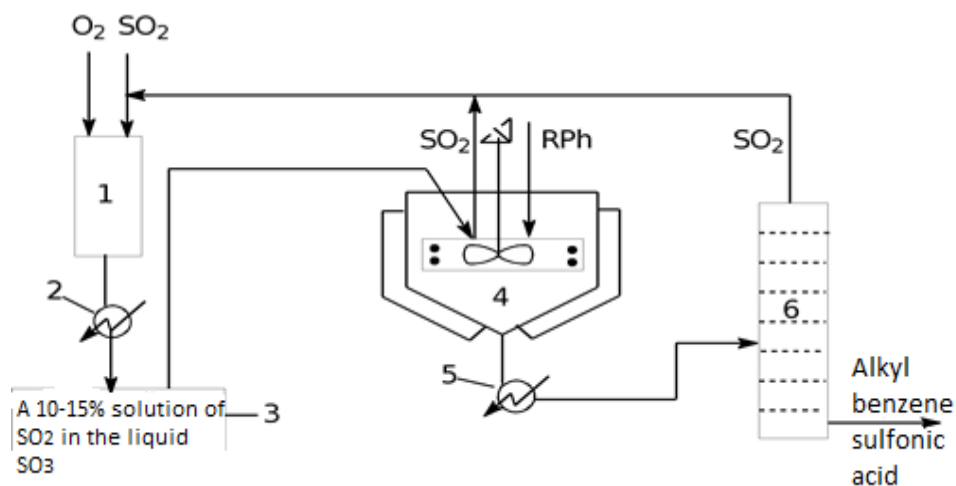 O2 SO2
SO2 RPh SO2
1
2
4
6
5
3
A 10-15% solution of
SO2 in the liquid
SO3
Alkyl
benzene
sulfonic
acid